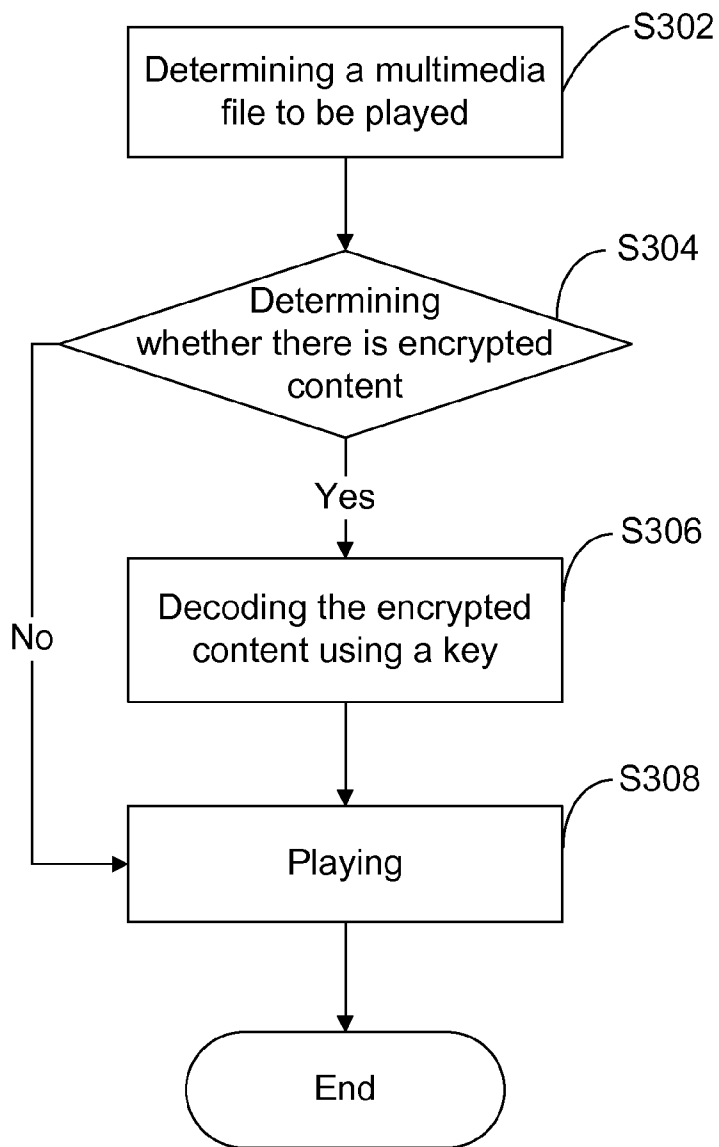 S302
Determining a multimedia
file to be played
S304
Determining
whether there is encrypted
content
Yes
S306
Decoding the encrypted
content using a key
No
S308
Playing
End